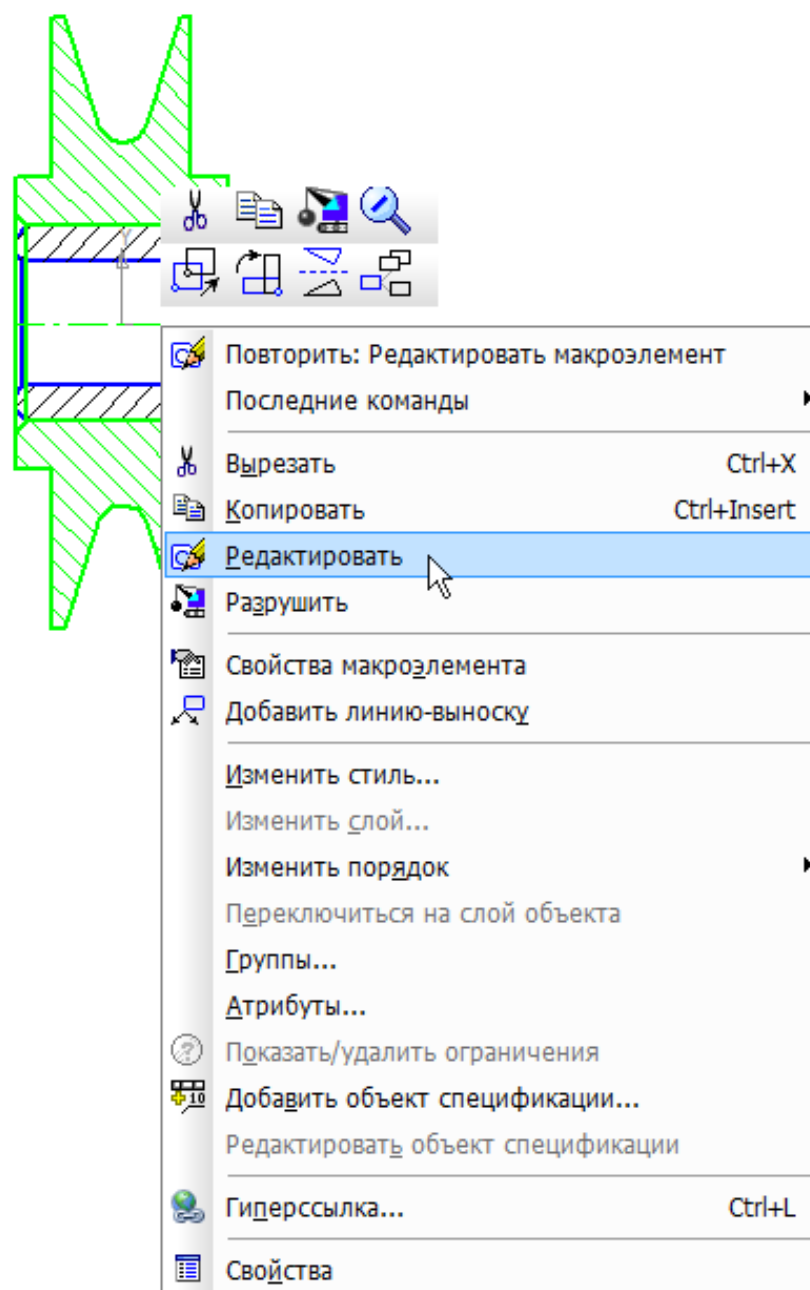 Y
Повторить: Редактировать макроэлемент
Последние команды
Вырезать Ctrl+X
Копировать Ctrl+Insert
Редактировать
Разрушить
Свойства макроэлемента
Добавить линию-выноску
Изменить стиль...
Изменить слой...
Изменить порядок
Переключиться на слой объекта
Группы...
Атрибуты...
Показать/удалить ограничения
10
Добавить объект спецификации...
Редактировать объект спецификации
Гиперссылка... Ctrl+L
Свойства